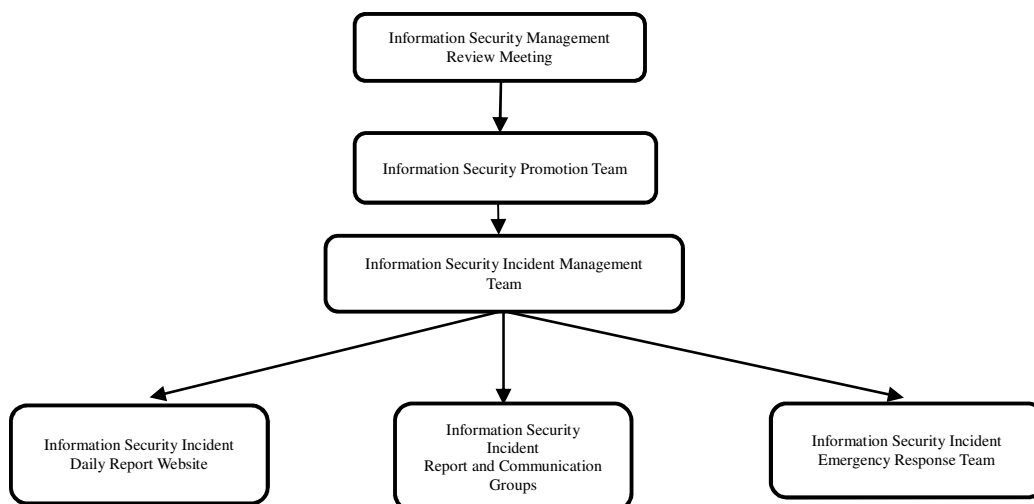 Information Security Management
Review Meeting
Information Security Promotion Team
Information Security Incident Management
Team
Information Security Incident
Daily Report Website
Information Security
Incident
Report and Communication
Groups
Information Security Incident
Emergency Response Team